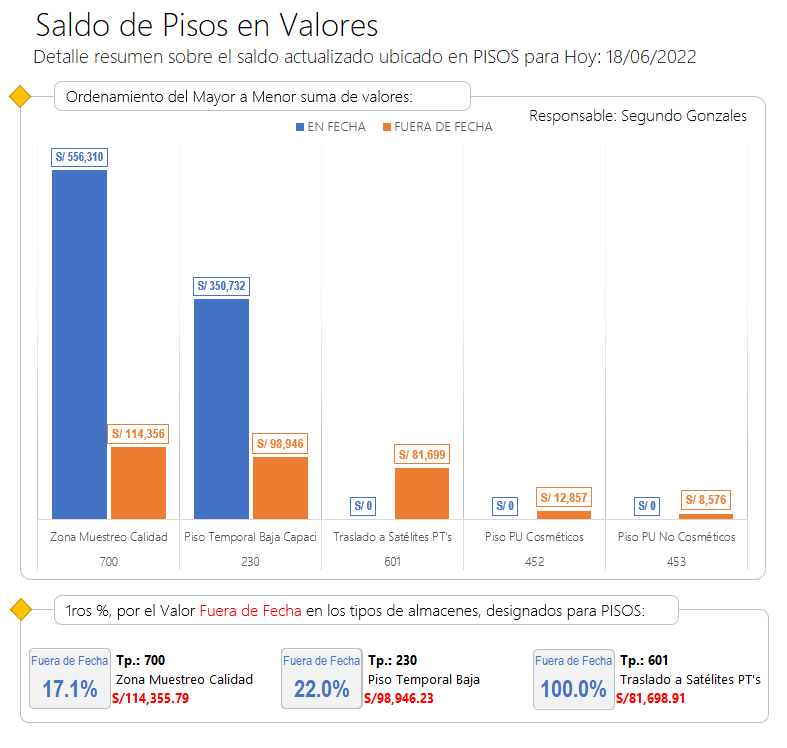 Saldo de Pisos en Valores
Detalle resumen sobre el saldo actualizado ubicado en PISOS para Hoy: 18/06/2022
Ordenamiento del Mayor a Menor suma de valores:
Responsable: Segundo Gonzales
EN FECHA FUERA DE FECHA
S/ 556,310
S/ 350,732
S/ 114,356
S/ 98,946
S/ 81,699
S/ 0
S/ 0
S/ 12,857
S/ 0
S/ 8,576
Zona Muestreo Calidad Piso Temporal Baja Capaci Traslado a Satélites PT's Piso PU Cosméticos Piso PU No Cosméticos
700 230 601 452 453
1ros %, por el Valor Fuera de Fecha en los tipos de almacenes, designados para PISOS:
Fuera de Fecha
17.1%
Tp.: 700
Zona Muestreo Calidad
S/114,355.79
Fuera de Fecha
22.0%
Tp.: 230
Piso Temporal Baja
S/98,946.23
Fuera de Fecha
100.0%
Tp.: 601
Traslado a Satélites PT's
S/81,698.91